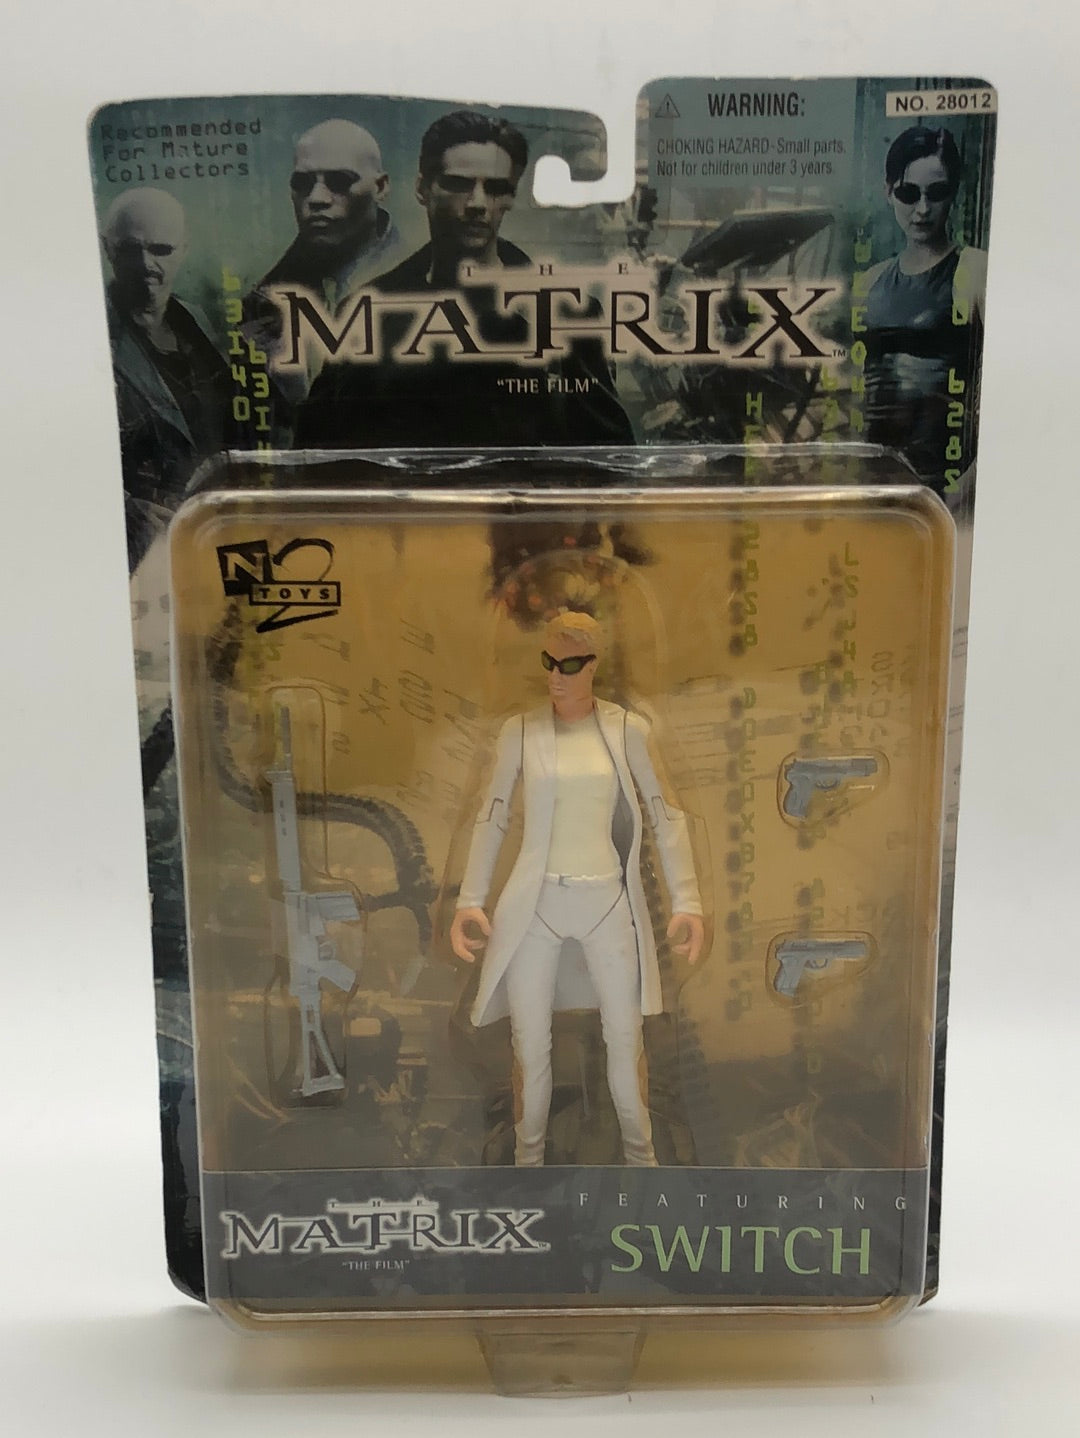 Recommended
For Mature
Collectors
WARNING:
NO. 28012
CHOKING HAZARD-Small parts.
Not for children under 3 years.
THE
MATRIX™
"THE FILM"
N2
TOYS
THE
MATRIX
"THE FILM"
FEATURING
SWITCH